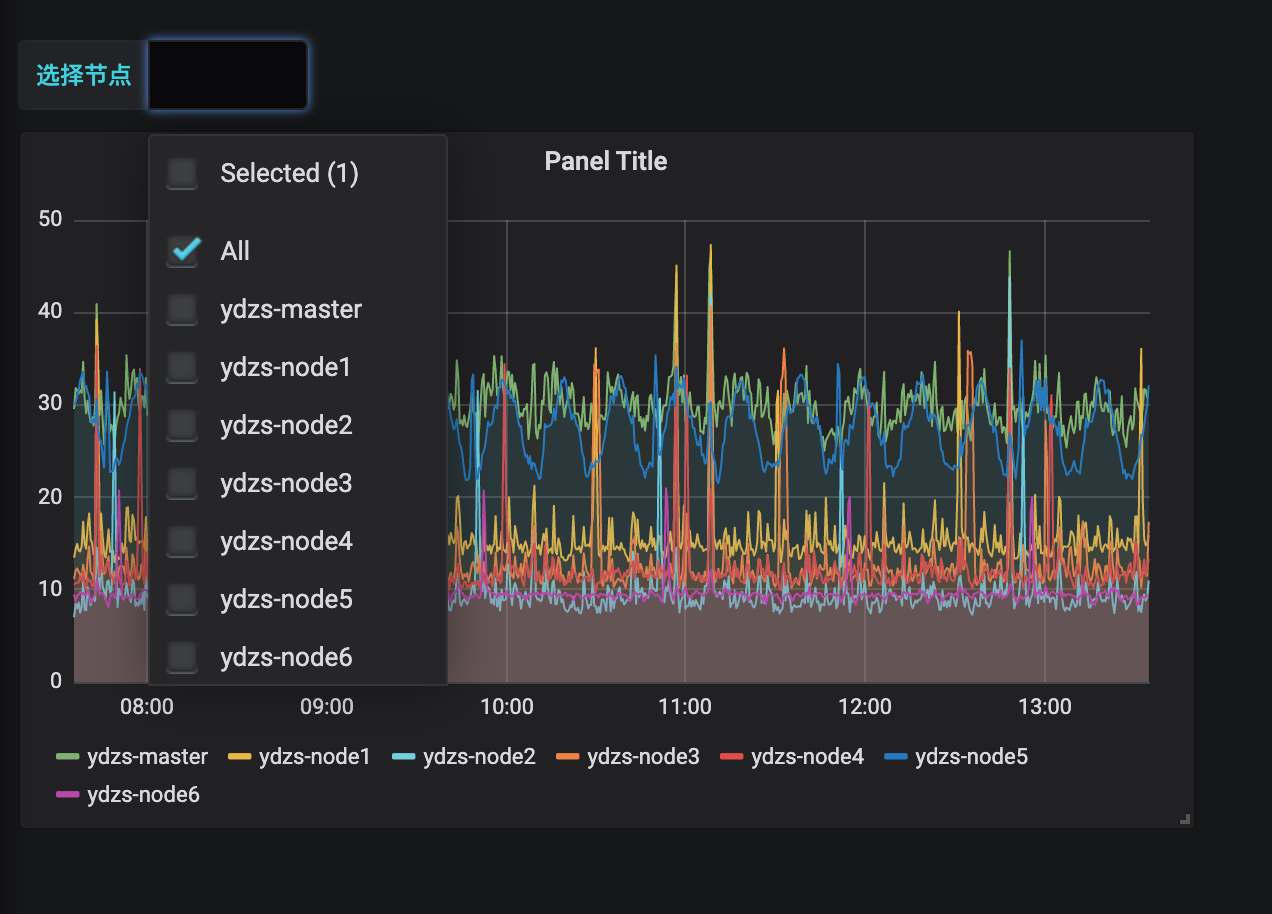 选择节点
Selected (1)
All
ydzs-master
ydzs-node1
ydzs-node2
ydzs-node3
ydzs-node4
ydzs-node5
ydzs-node6
Panel Title
50
40
30
20
10
0
08:00 09:00 10:00 11:00 12:00 13:00
ydzs-master ydzs-node1 ydzs-node2 ydzs-node3 ydzs-node4 ydzs-node5
ydzs-node6